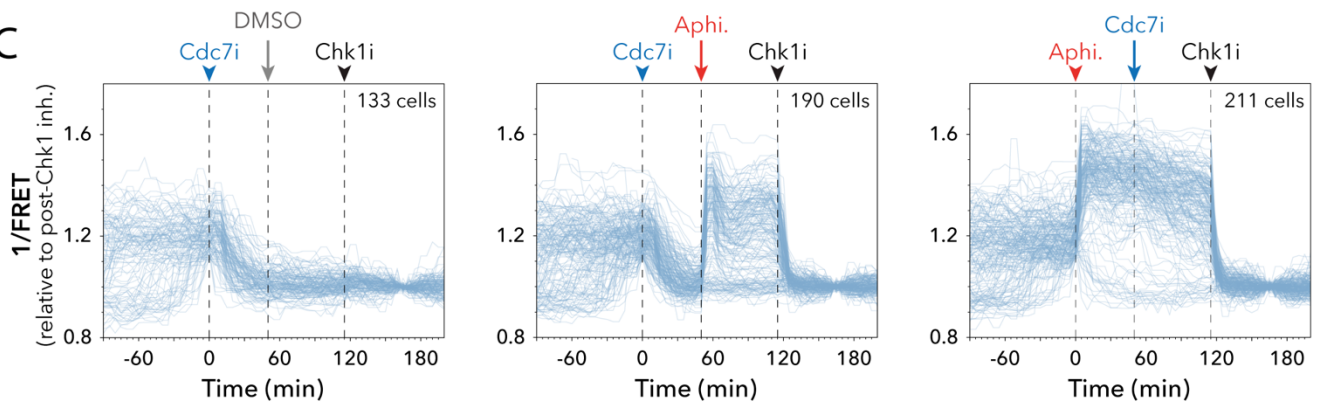 C
DMSO
Cdc7i
Chk1i
133 cells
1/FRET
(relative to post-Chk1 inh.)
1.6
1.2
0.8
-60 0 60 120 180
Time (min)
Aphi.
Cdc7i
Chk1i
190 cells
1.6
1.2
0.8
-60 0 60 120 180
Time (min)
Cdc7i
Aphi.
Chk1i
211 cells
1.6
1.2
0.8
-60 0 60 120 180
Time (min)